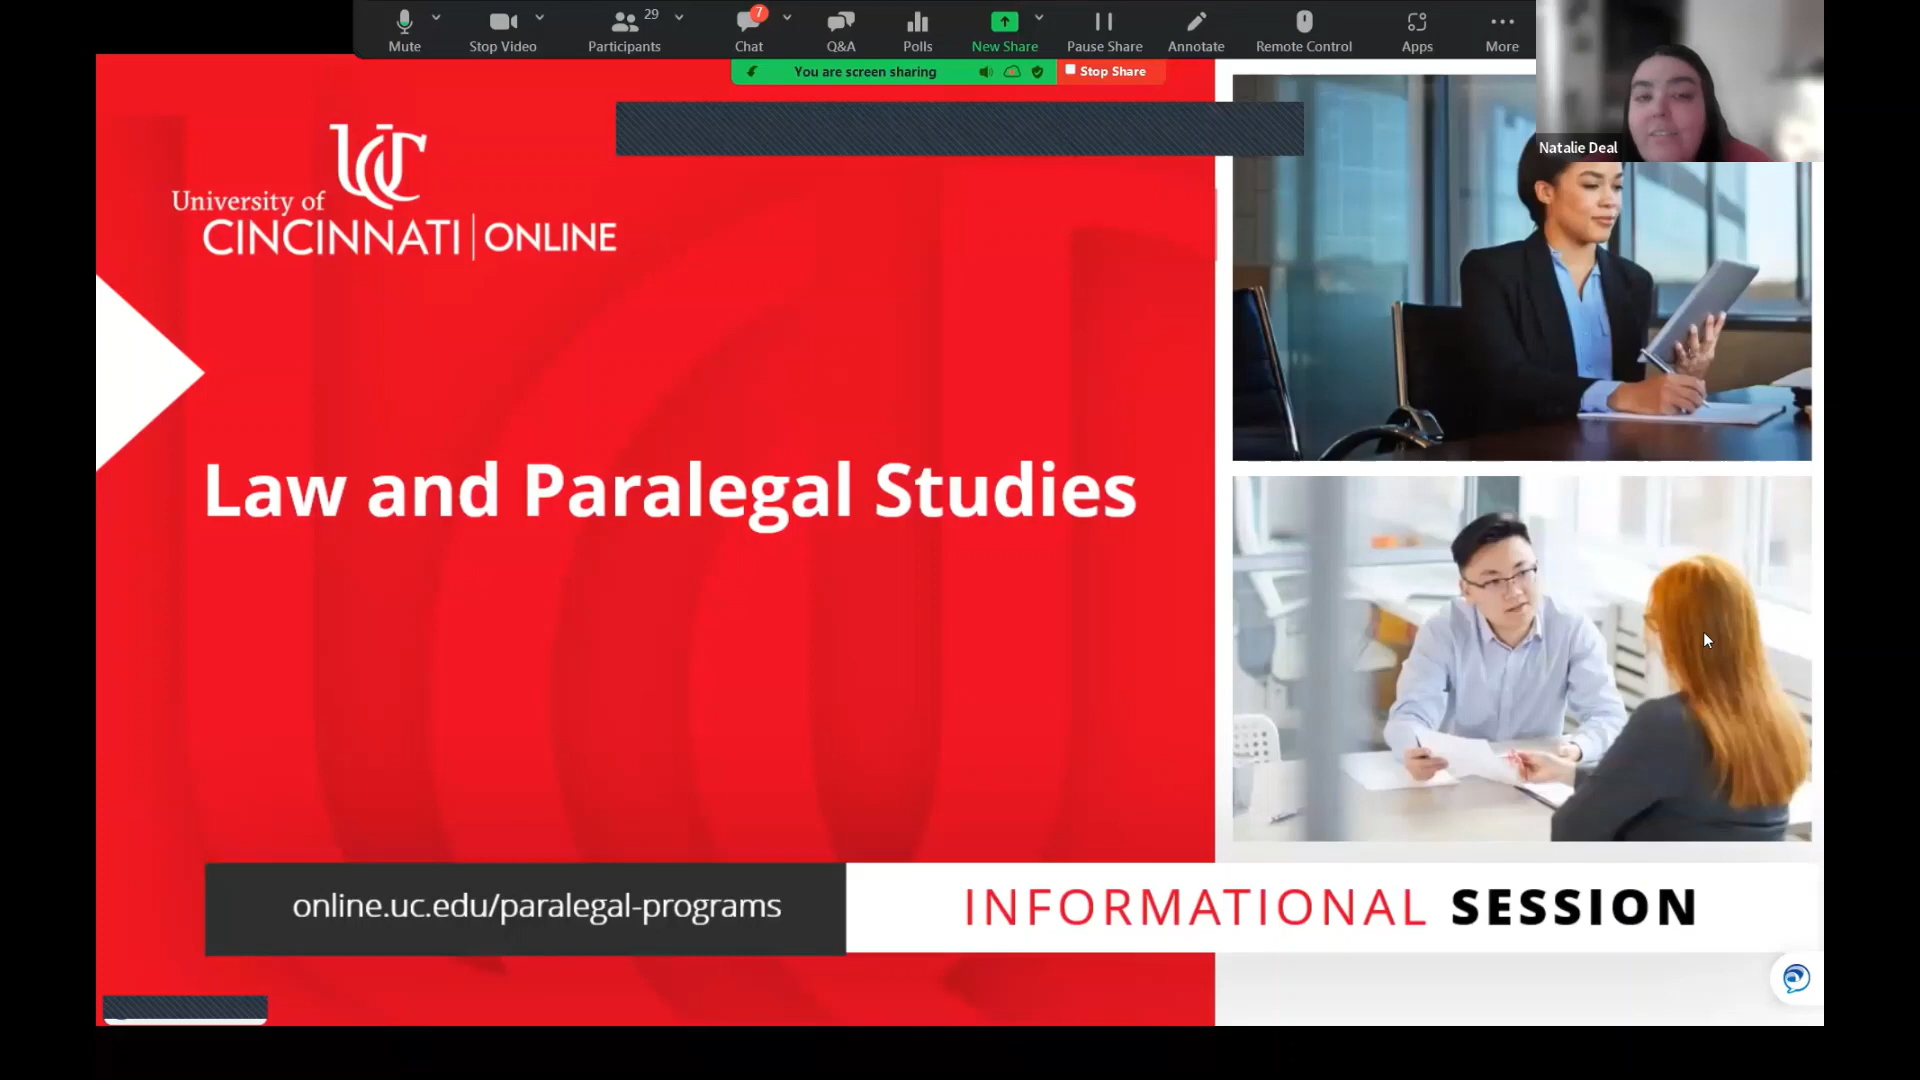 Mute
Stop Video
29
Participants
7
Chat
Q&A
Polls
New Share
Pause Share
Annotate
Remote Control
Apps
More
You are screen sharing
Stop Share
Natalie Deal
UC
University of
CINCINNATI | ONLINE
Law and Paralegal Studies
online.uc.edu/paralegal-programs
INFORMATIONAL SESSION